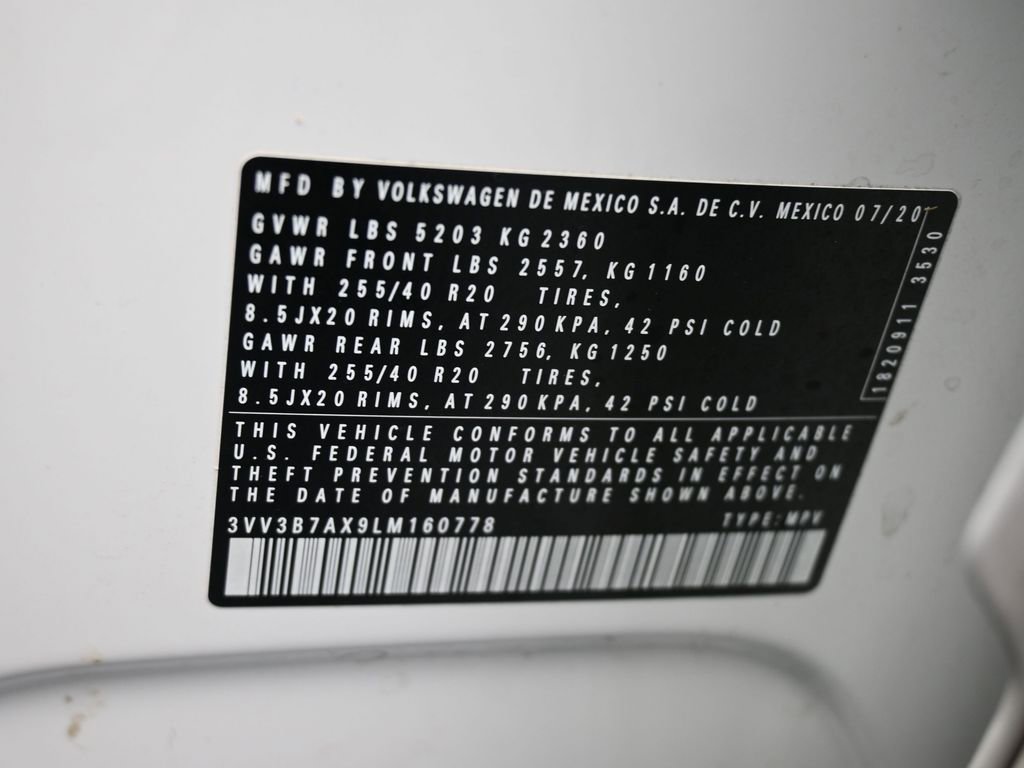 MFD BY VOLKSWAGEN DE MEXICO S.A. DE C.V. MEXICO 07/20
GVWR LBS 5203 KG 2360
GAWR FRONT LBS 2557, KG 1160
WITH 255/40 R20 TIRES,
8.5JX20 RIMS, AT 290 KPA, 42 PSI COLD
GAWR REAR LBS 2756, KG 1250
WITH 255/40 R20 TIRES,
8.5JX20 RIMS, AT 290 KPA, 42 PSI COLD
1820911 3530
THIS VEHICLE CONFORMS TO ALL APPLICABLE
U.S. FEDERAL MOTOR VEHICLE SAFETY AND
THEFT PREVENTION STANDARDS IN EFFECT ON
THE DATE OF MANUFACTURE SHOWN ABOVE.
3VV3B7AX9LM160778 TYPE:MPV